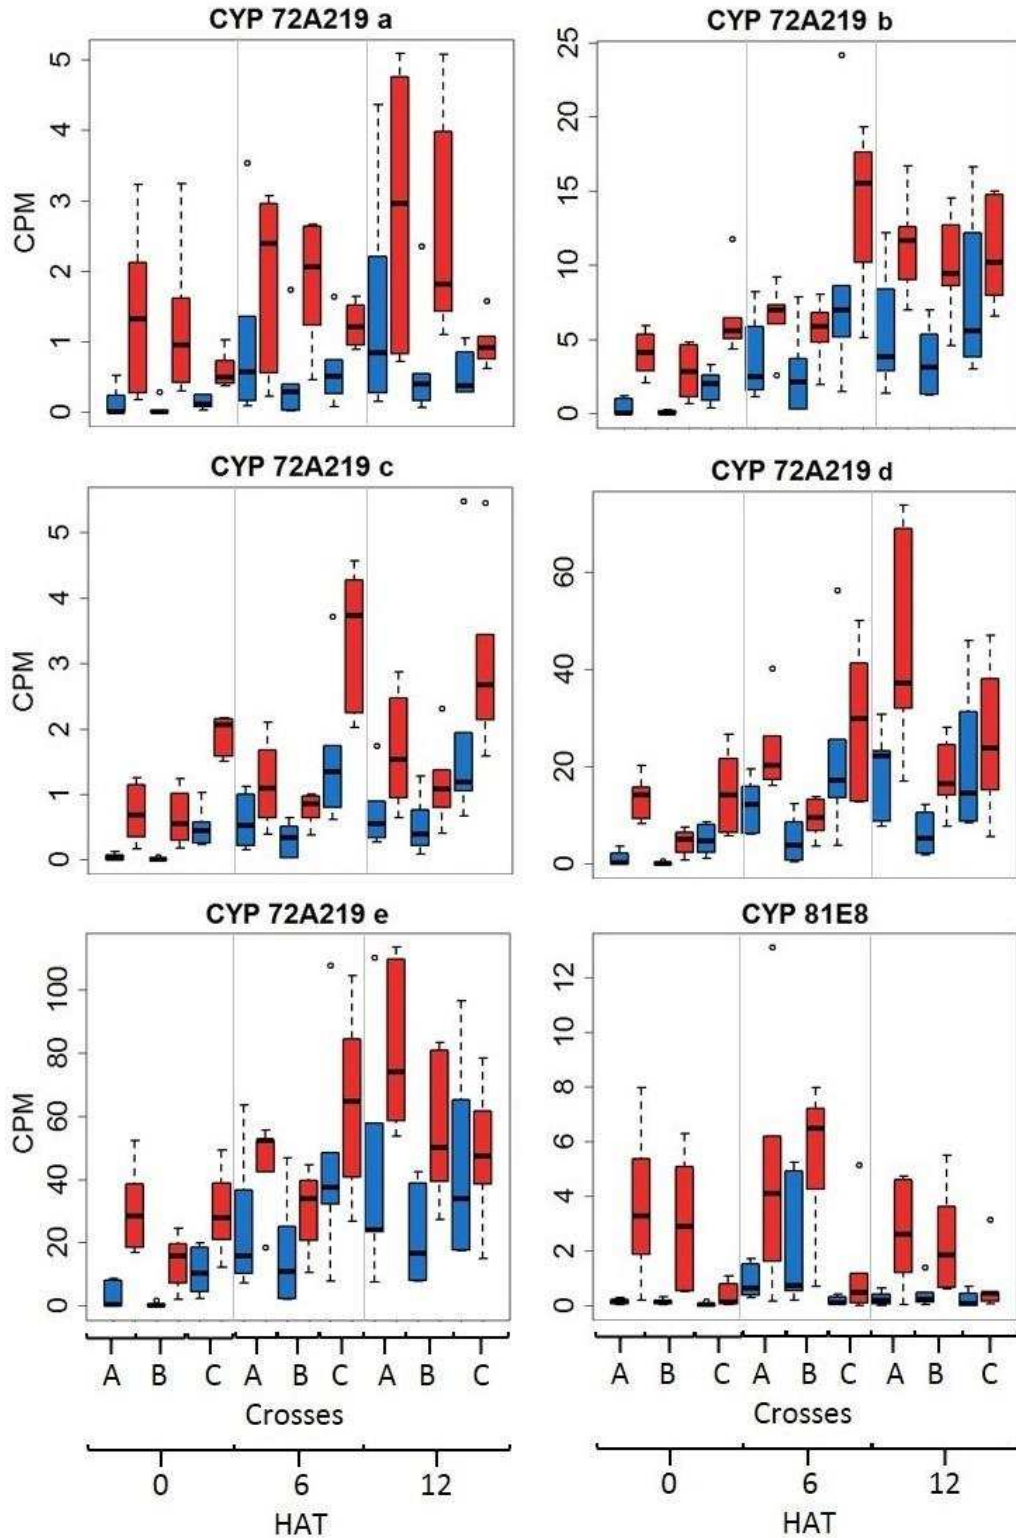 CYP 72A219 a
CYP 72A219 b
CPM
0 1 2 3 4 5
0 5 10 15 20 25
CYP 72A219 c
CYP 72A219 d
CPM
0 1 2 3 4 5
0 20 40 60
CYP 72A219 e
CYP 81E8
CPM
0 20 40 60 80 100
0 2 4 6 8 10 12
A B C A B C A B C
Crosses
0 6 12
HAT
A B C A B C A B C
Crosses
0 6 12
HAT